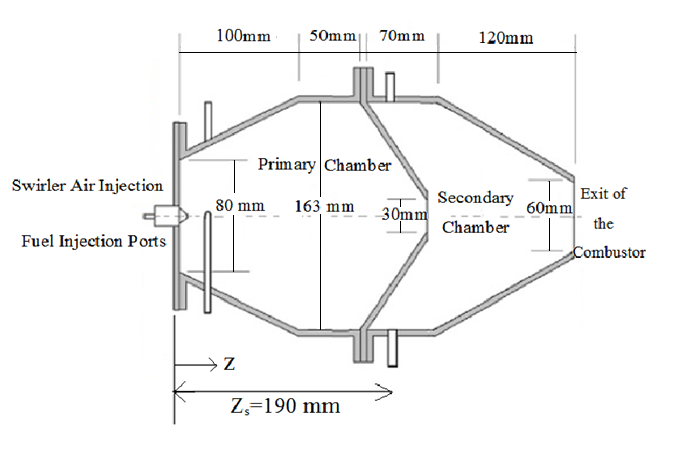 100mm 50mm 70mm 120mm
Primary Chamber
Swirler Air Injection
80 mm 163 mm 30mm Secondary 60mm Exit of
Fuel Injection Ports Chamber the
Combustor
Z
Zs=190 mm